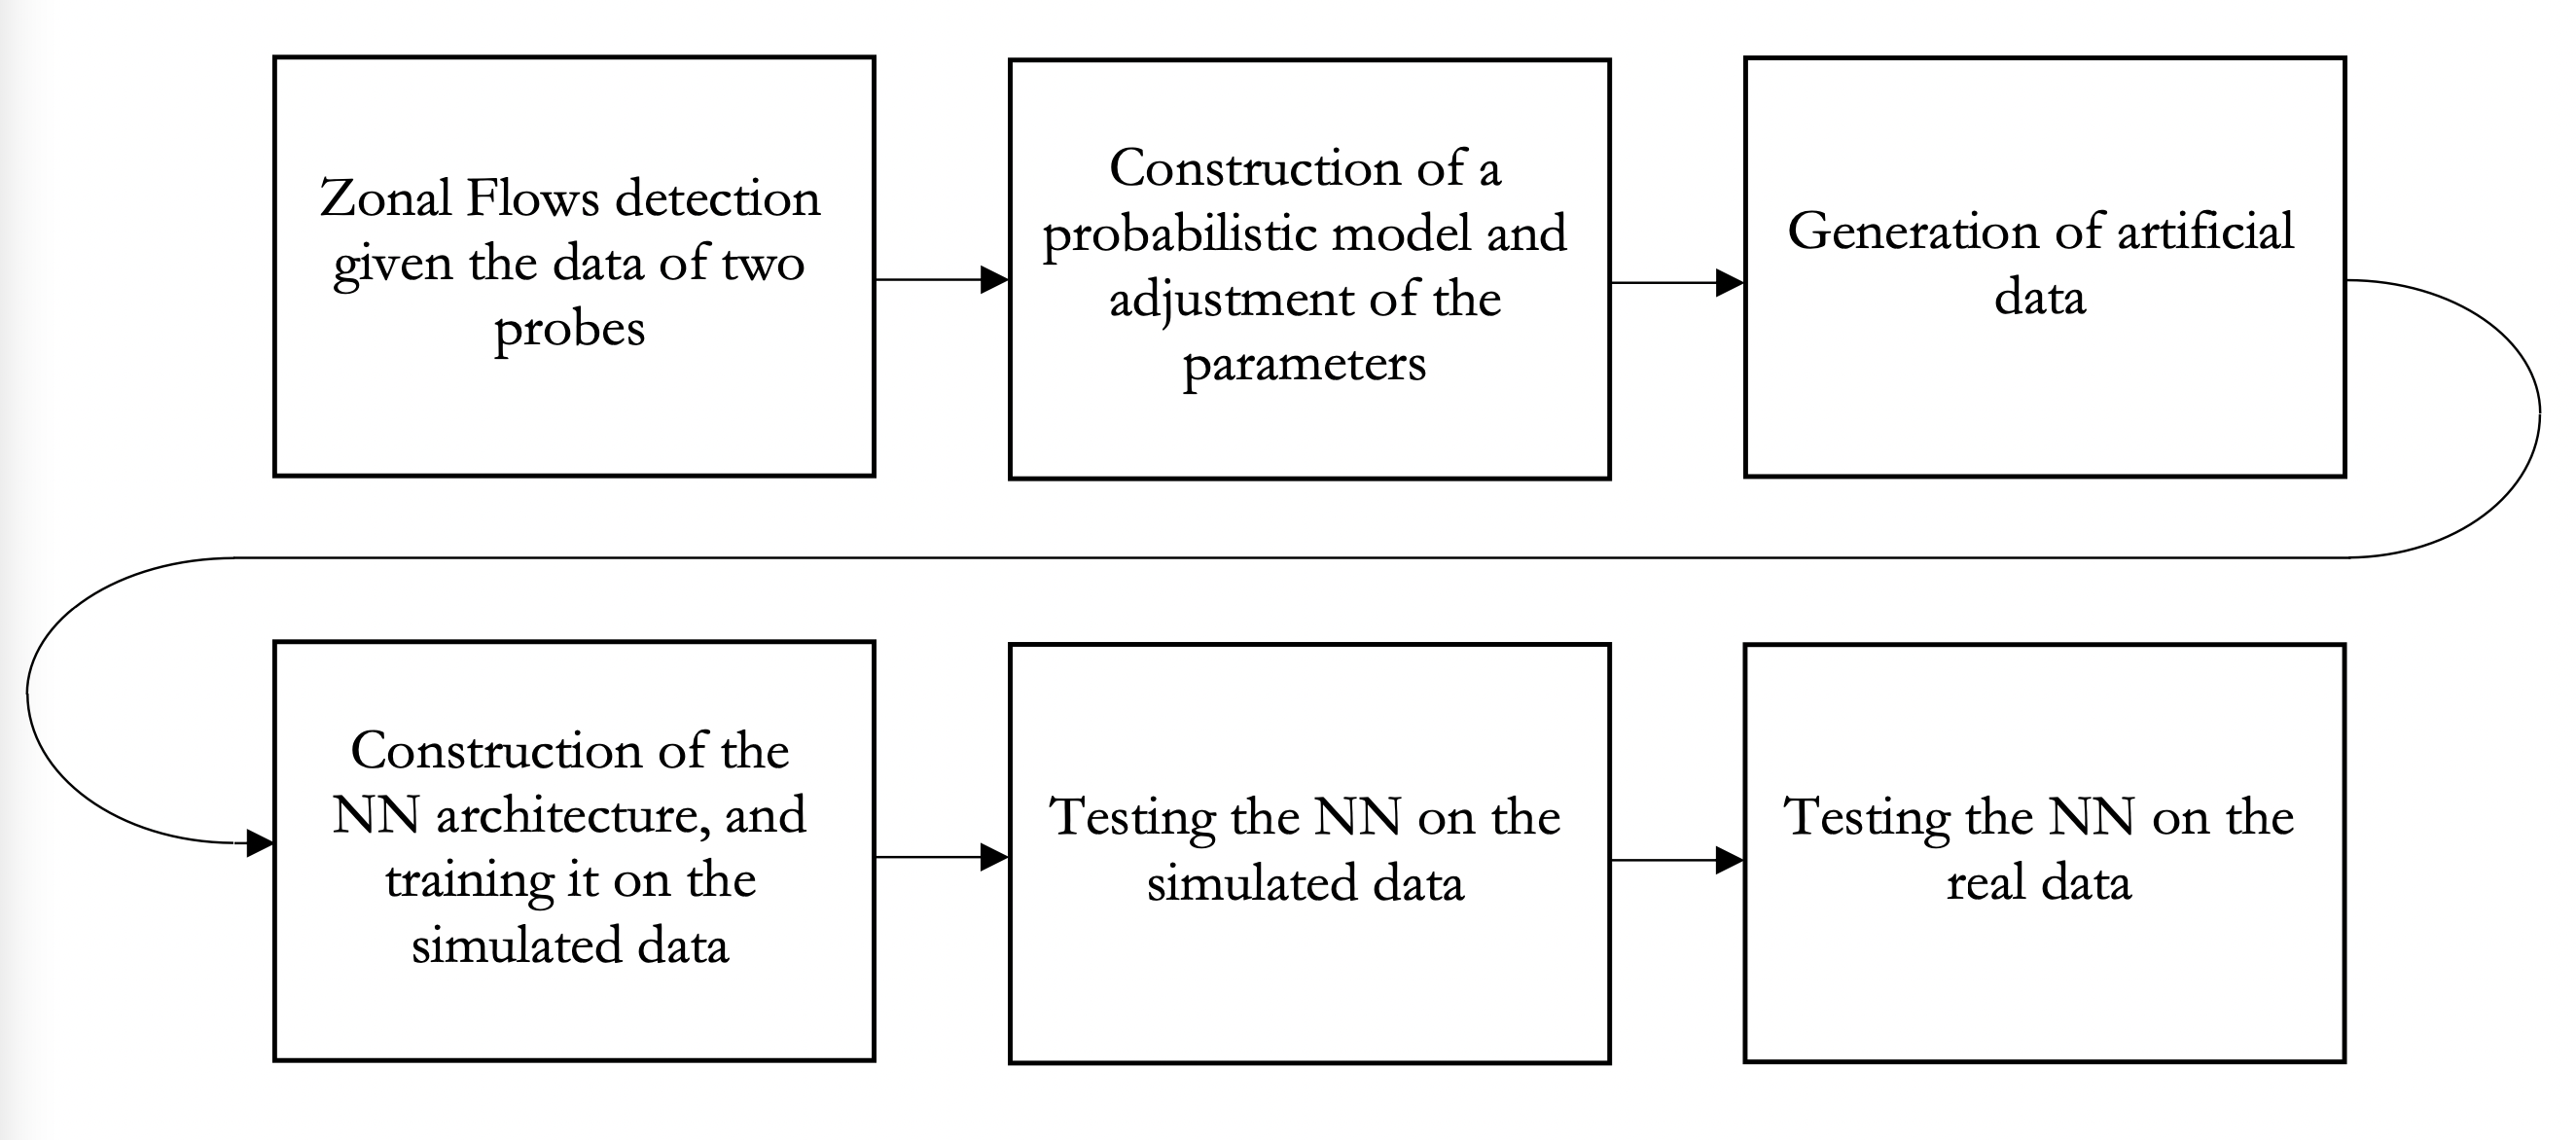 Zonal Flows detection
given the data of two
probes
Construction of a
probabilistic model and
adjustment of the
parameters
Generation of artificial
data
Construction of the
NN architecture, and
training it on the
simulated data
Testing the NN on the
simulated data
Testing the NN on the
real data